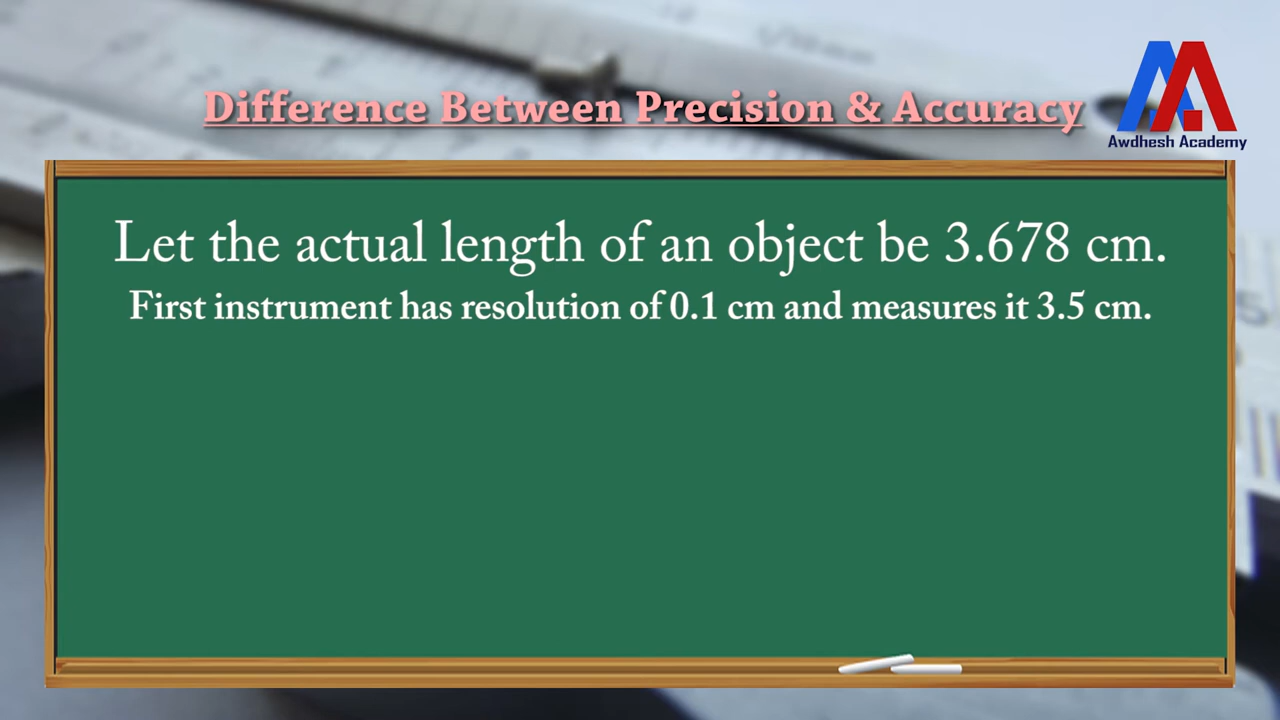 Difference Between Precision & Accuracy
Awdhesh Academy
Let the actual length of an object be 3.678 cm.
First instrument has resolution of 0.1 cm and measures it 3.5 cm.